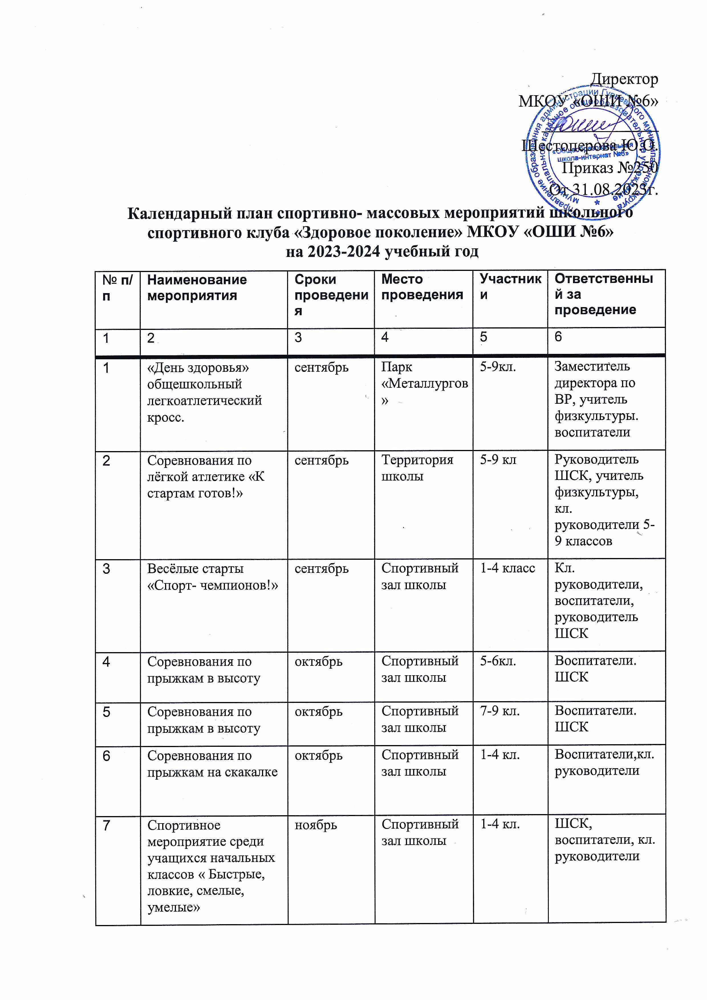 Директор
МКОУ «ОШИ №6»
Шестоперова Ю.О.
Приказ №250
От 31.08.2023г.
управление образования администрации Гурьевского муниципального округа
муниципальное казённое общеобразовательное учреждение
«Общеобразовательная
школа-интернат №6»
Календарный план спортивно- массовых мероприятий школьного
спортивного клуба «Здоровое поколение» МКОУ «ОШИ №6»
на 2023-2024 учебный год
№ п/
п
Наименование
мероприятия
Сроки
проведени
я
Место
проведения
Участник
и
Ответственны
й за
проведение
1
2
3
4
5
6
1
«День здоровья»
общешкольный
легкоатлетический
кросс.
сентябрь
Парк
«Металлургов
»
5-9кл.
Заместитель
директора по
ВР, учитель
физкультуры.
воспитатели
2
Соревнования по
лёгкой атлетике «К
стартам готов!»
сентябрь
Территория
школы
5-9 кл
Руководитель
ШСК, учитель
физкультуры,
кл.
руководители 5-
9 классов
3
Весёлые старты
«Спорт- чемпионов!»
сентябрь
Спортивный
зал школы
1-4 класс
Кл.
руководители,
воспитатели,
руководитель
ШСК
4
Соревнования по
прыжкам в высоту
октябрь
Спортивный
зал школы
5-6кл.
Воспитатели.
ШСК
5
Соревнования по
прыжкам в высоту
октябрь
Спортивный
зал школы
7-9 кл.
Воспитатели.
ШСК
6
Соревнования по
прыжкам на скакалке
октябрь
Спортивный
зал школы
1-4 кл.
Воспитатели,кл.
руководители
7
Спортивное
мероприятие среди
учащихся начальных
классов « Быстрые,
ловкие, смелые,
умелые»
ноябрь
Спортивный
зал школы
1-4 кл.
ШСК,
воспитатели, кл.
руководители